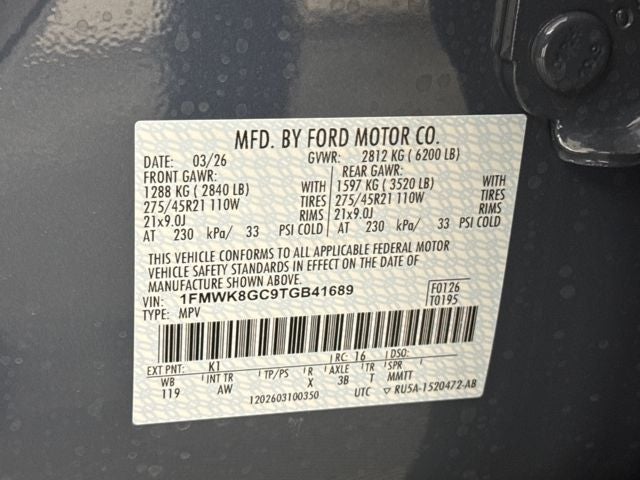 MFD. BY FORD MOTOR CO.
DATE: 03/26 GVWR: 2812 KG ( 6200 LB)
FRONT GAWR: REAR GAWR:
1288 KG ( 2840 LB) WITH 1597 KG ( 3520 LB) WITH
275/45R21 110W TIRES 275/45R21 110W TIRES
21x9.0J RIMS 21x9.0J RIMS
AT 230 kPa/ 33 PSI COLD AT 230 kPa/ 33 PSI COLD
THIS VEHICLE CONFORMS TO ALL APPLICABLE FEDERAL MOTOR
VEHICLE SAFETY STANDARDS IN EFFECT ON THE DATE OF
MANUFACTURE SHOWN ABOVE.
VIN: 1FMWK8GC9TGB41689 F0126
TYPE: MPV T0195
EXT PNT: K1 RC: 16 DSO:
WB INT TR TP/PS R AXLE TR SPR
119 AW X 3B T MMTT
1202603100350 UTC ▽ RU5A-1520472-AB